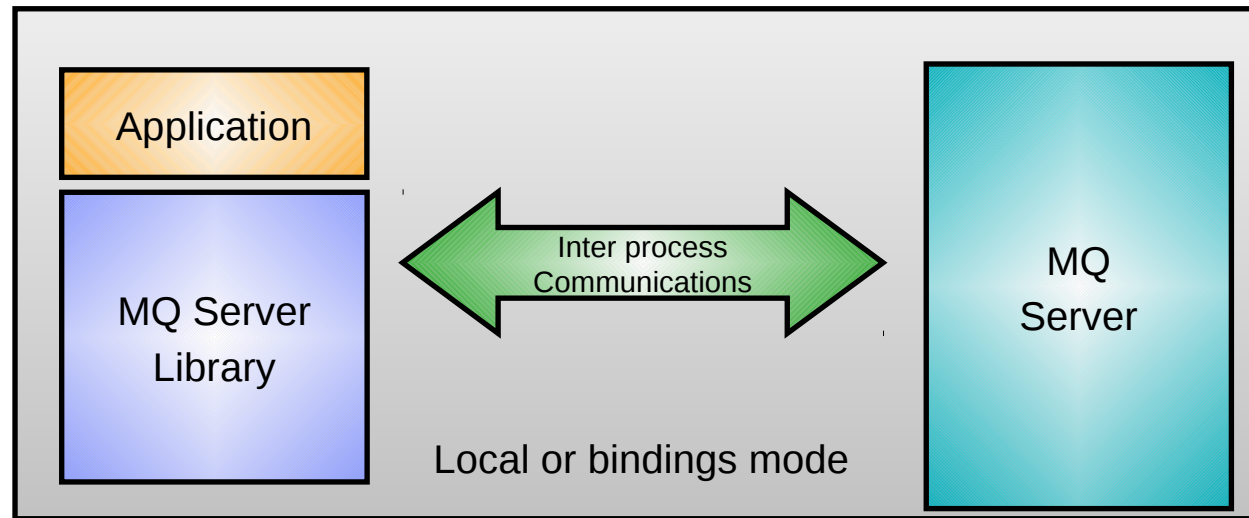 Application
MQ Server
Library
Inter process
Communications
MQ
Server
Local or bindings mode